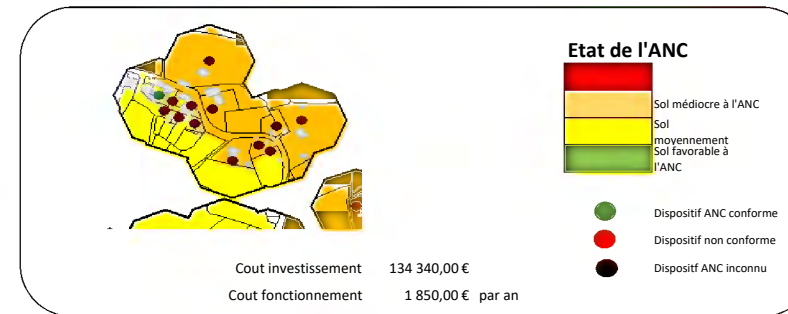 Etat de l'ANC
Sol médiocre à l'ANC
Sol
moyennement
Sol favorable à
l'ANC
Dispositif ANC conforme
Dispositif non conforme
Dispositf ANC inconnu
Cout investissement 134 340,00 €
Cout fonctionnement 1 850,00 € par an